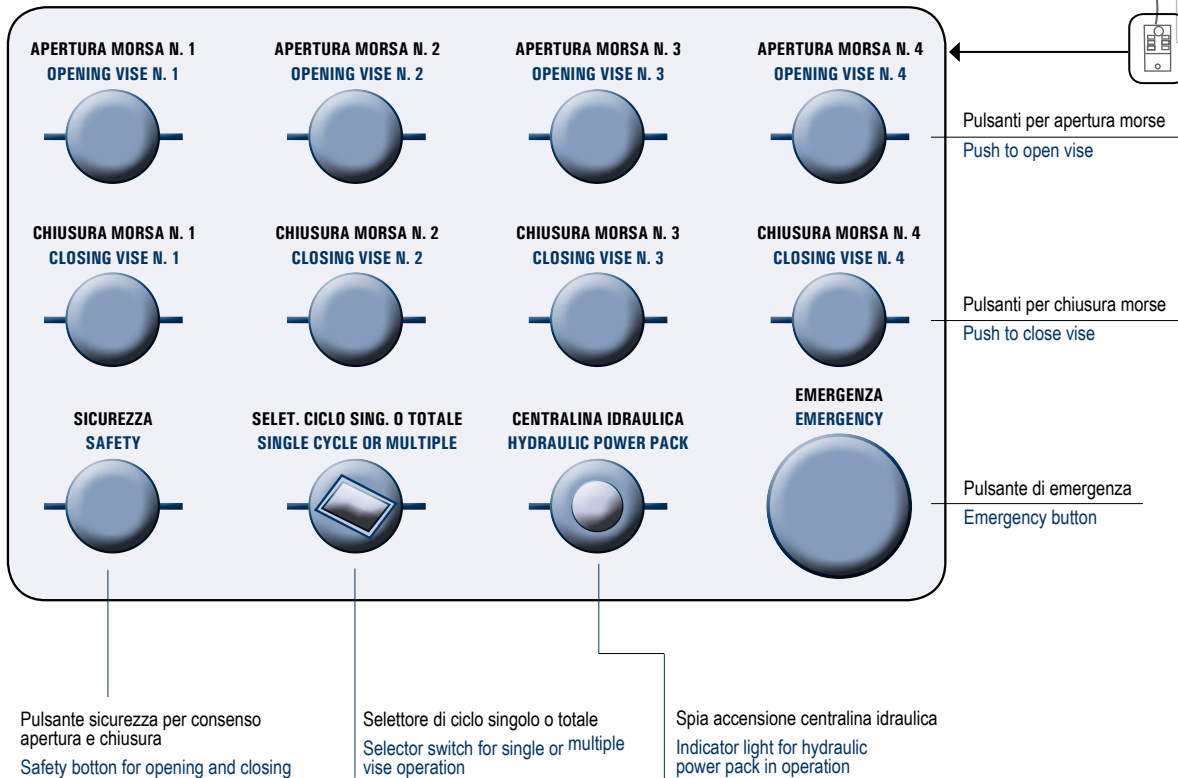 APERTURA MORSA N. 1
OPENING VISE N. 1
APERTURA MORSA N. 2
OPENING VISE N. 2
APERTURA MORSA N. 3
OPENING VISE N. 3
APERTURA MORSA N. 4
OPENING VISE N. 4
Pulsanti per apertura morse
Push to open vise
CHIUSURA MORSA N. 1
CLOSING VISE N. 1
CHIUSURA MORSA N. 2
CLOSING VISE N. 2
CHIUSURA MORSA N. 3
CLOSING VISE N. 3
CHIUSURA MORSA N. 4
CLOSING VISE N. 4
Pulsanti per chiusura morse
Push to close vise
SICUREZZA
SAFETY
SELET. CICLO SING. O TOTALE
SINGLE CYCLE OR MULTIPLE
CENTRALINA IDRAULICA
HYDRAULIC POWER PACK
EMERGENZA
EMERGENCY
Pulsante di emergenza
Emergency button
Pulsante sicurezza per consenso
apertura e chiusura
Safety botton for opening and closing
Selettore di ciclo singolo o totale
Selector switch for single or multiple
vise operation
Spia accensione centralina idraulica
Indicator light for hydraulic
power pack in operation